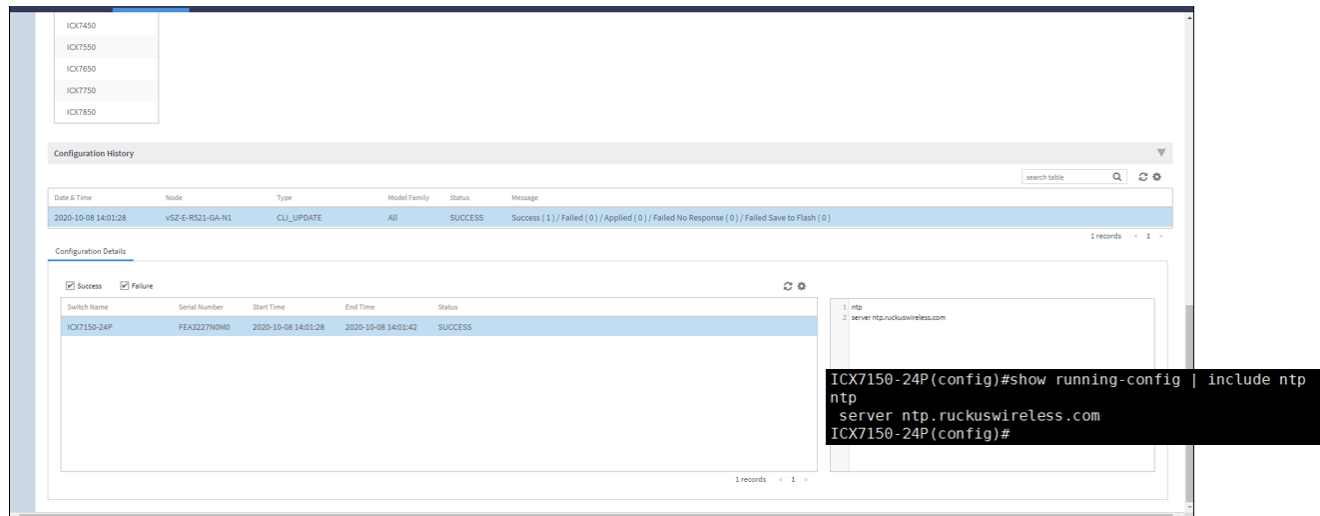 ICX7450
ICX7550
ICX7650
ICX7750
ICX7850
Configuration History
search table
Date & Time Node Type Model Family Status Message
2020-10-08 14:01:28 vSZ-E-R521-GA-N1 CLI_UPDATE All SUCCESS Success ( 1 ) / Failed ( 0 ) / Applied ( 0 ) / Failed No Response ( 0 ) / Failed Save to Flash ( 0 )
1 records « 1 »
Configuration Details
Success Failure
Switch Name Serial Number Start Time End Time Status
ICX7150-24P FEA3227N0M0 2020-10-08 14:01:28 2020-10-08 14:01:42 SUCCESS
1 records « 1 »
1 ntp
2 server ntp.ruckuswireless.com
ICX7150-24P(config)#show running-config | include ntp
ntp
server ntp.ruckuswireless.com
ICX7150-24P(config)#